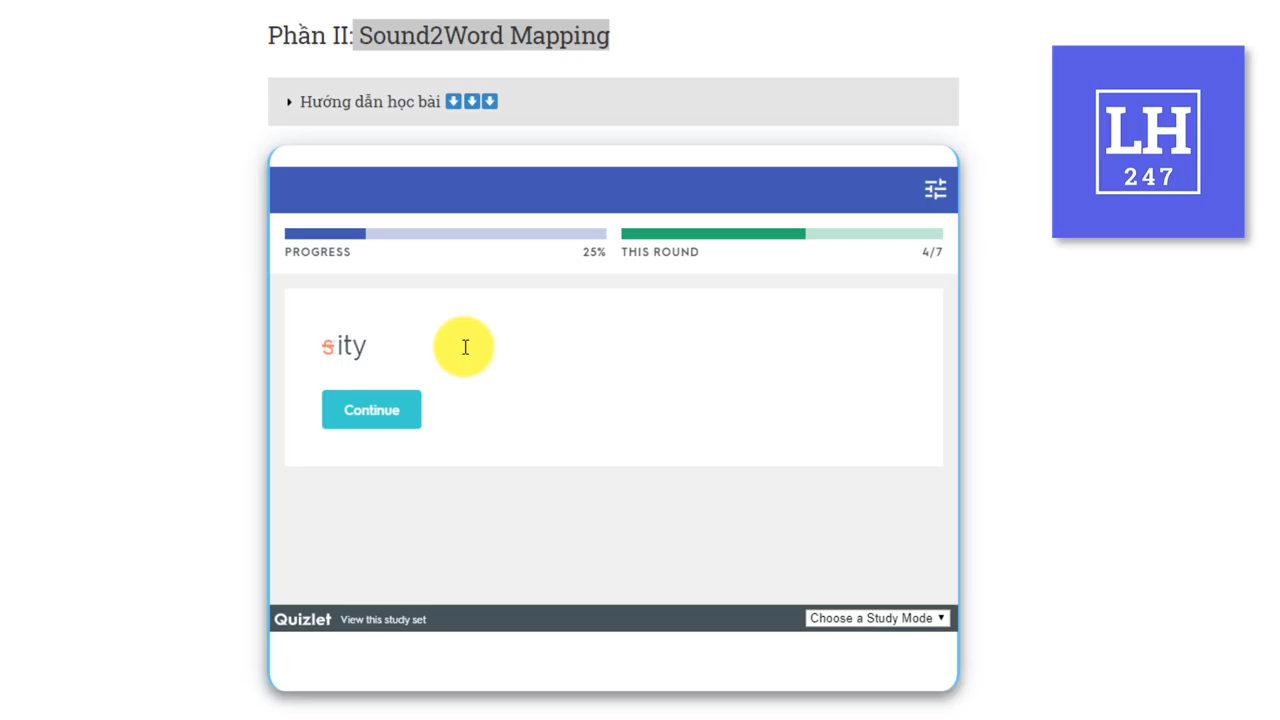 Phần II: Sound2Word Mapping
LH
247
▸ Hướng dẫn học bài ⬇⬇⬇
PROGRESS 25% THIS ROUND 4/7
sity
Continue
Quizlet View this study set Choose a Study Mode ▼